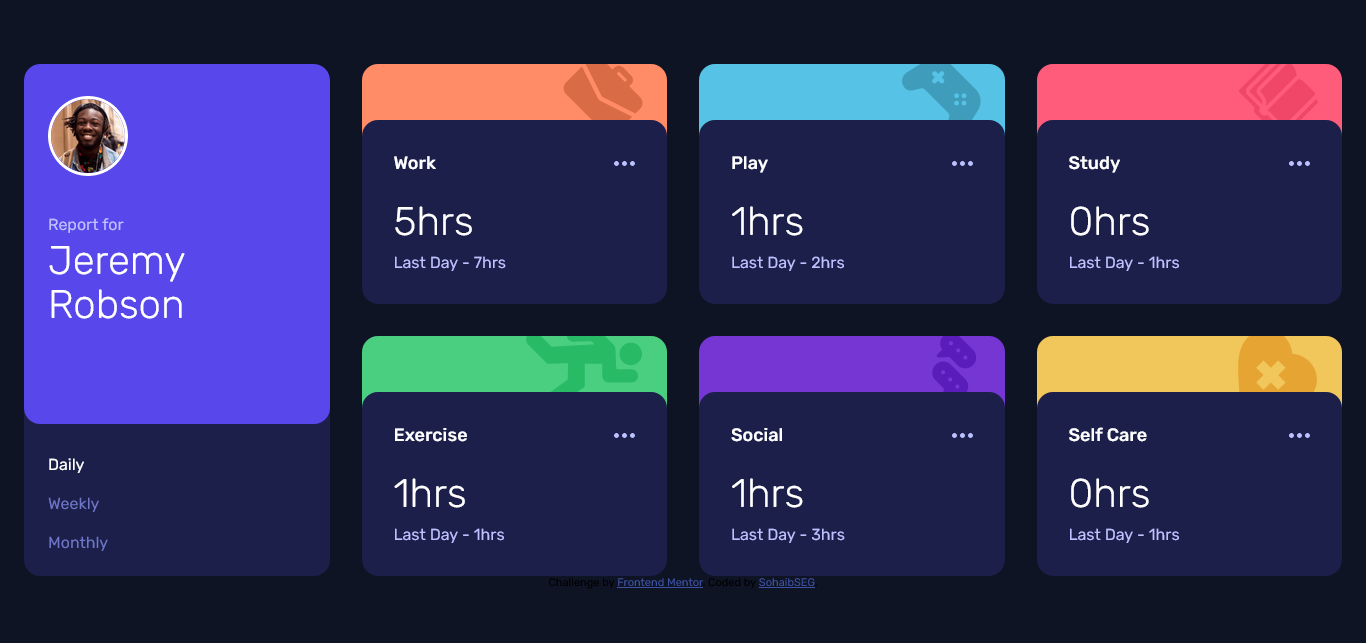 Report for
Jeremy
Robson
Daily
Weekly
Monthly
Work
5hrs
Last Day - 7hrs
Play
1hrs
Last Day - 2hrs
Study
0hrs
Last Day - 1hrs
Exercise
1hrs
Last Day - 1hrs
Social
1hrs
Last Day - 3hrs
Self Care
0hrs
Last Day - 1hrs
Challenge by Frontend Mentor. Coded by SohaibSEG.